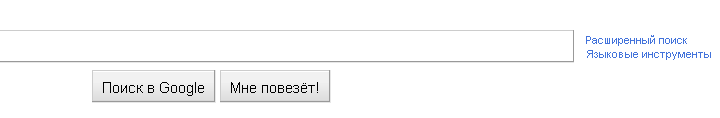 Расширенный поиск
Языковые инструменты
Поиск в Google
Мне повезёт!